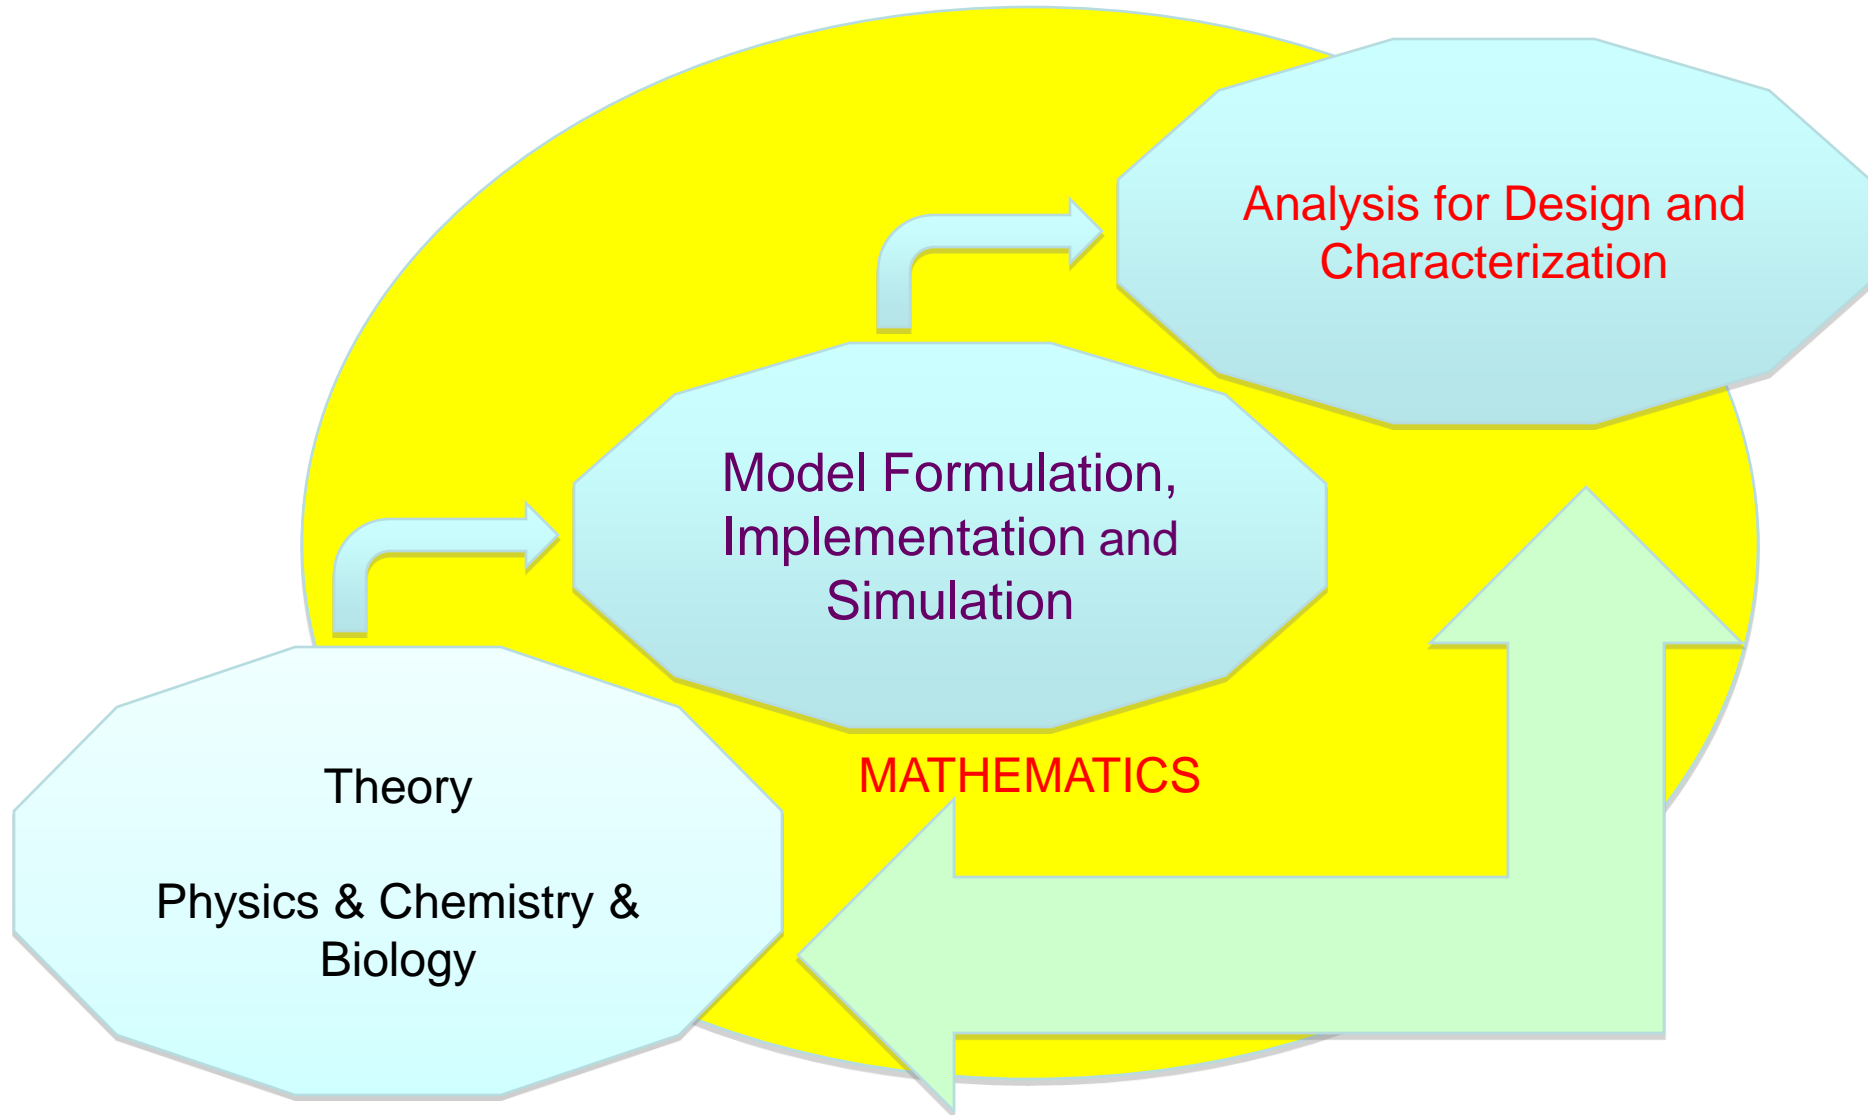 Analysis for Design and
Characterization
Model Formulation,
Implementation and
Simulation
MATHEMATICS
Theory
Physics & Chemistry &
Biology